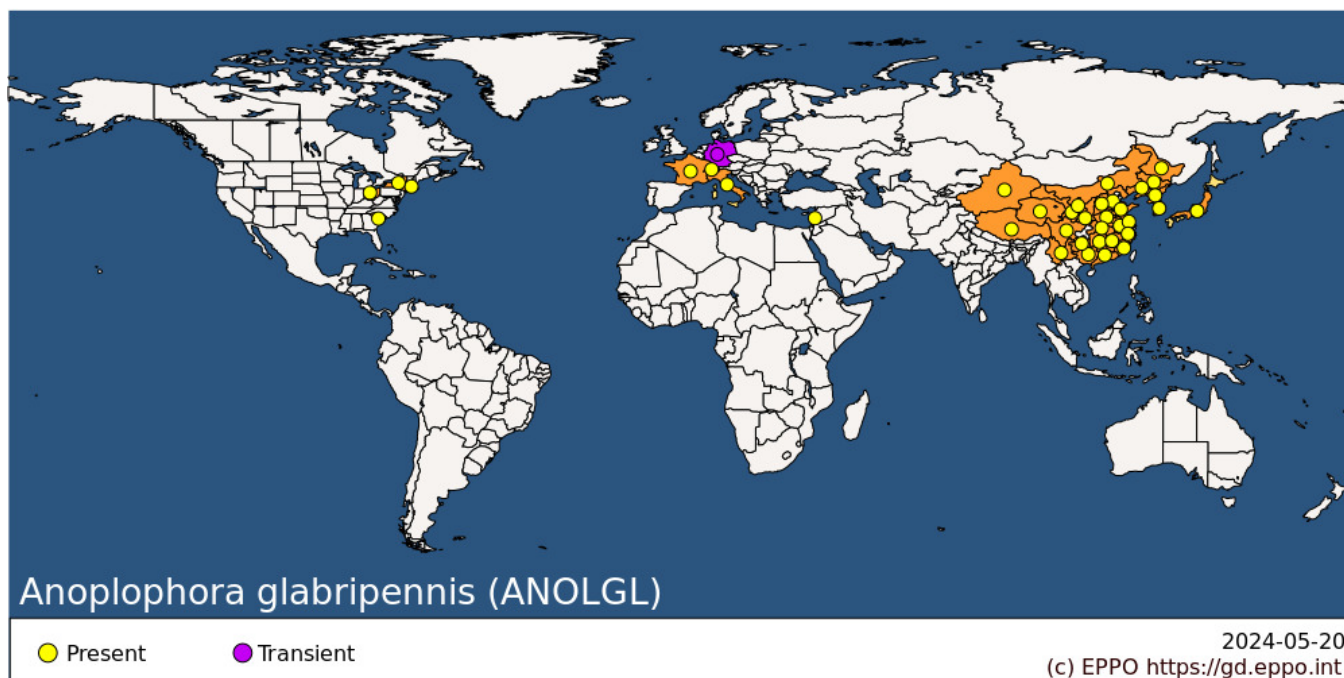 Anoplophora glabripennis (ANOLGL)
Present
Transient
2024-05-20
(c) EPPO https://gd.eppo.int